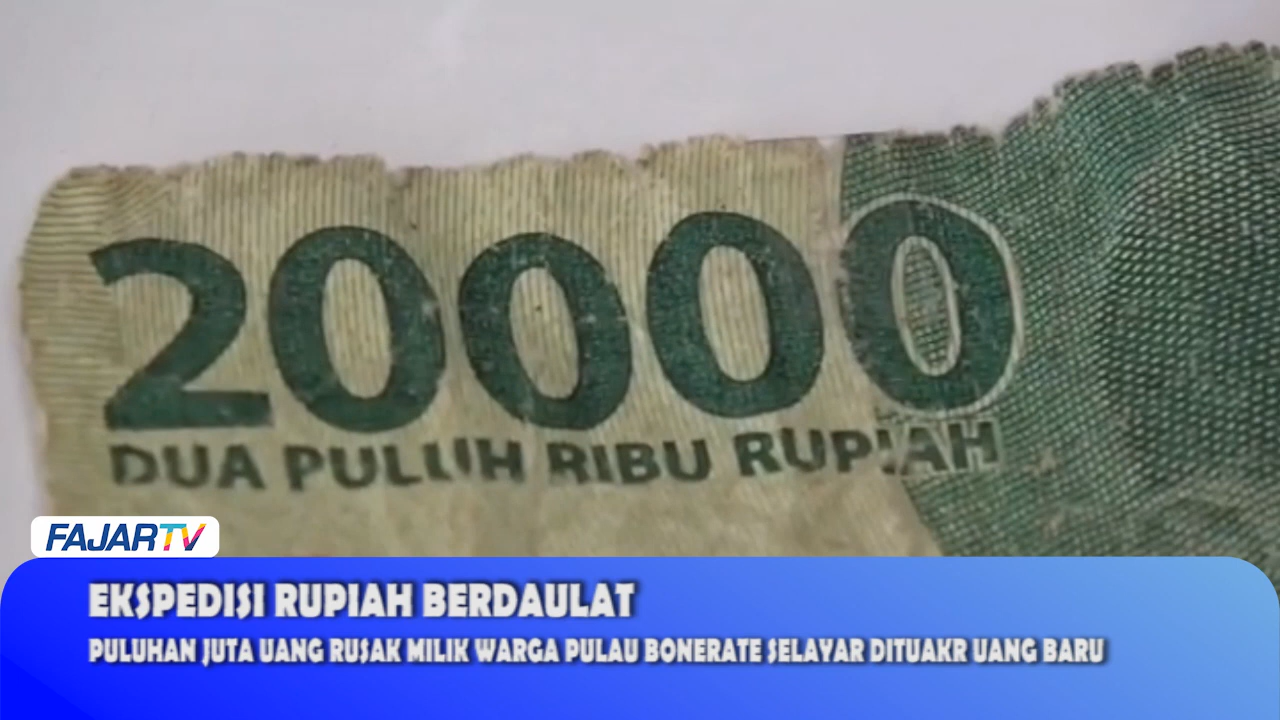 20000
DUA PULUH RIBU RUPIAH
FAJARTV
EKSPEDISI RUPIAH BERDAULAT
PULUHAN JUTA UANG RUSAK MILIK WARGA PULAU BONERATE SELAYAR DITUAKR UANG BARU